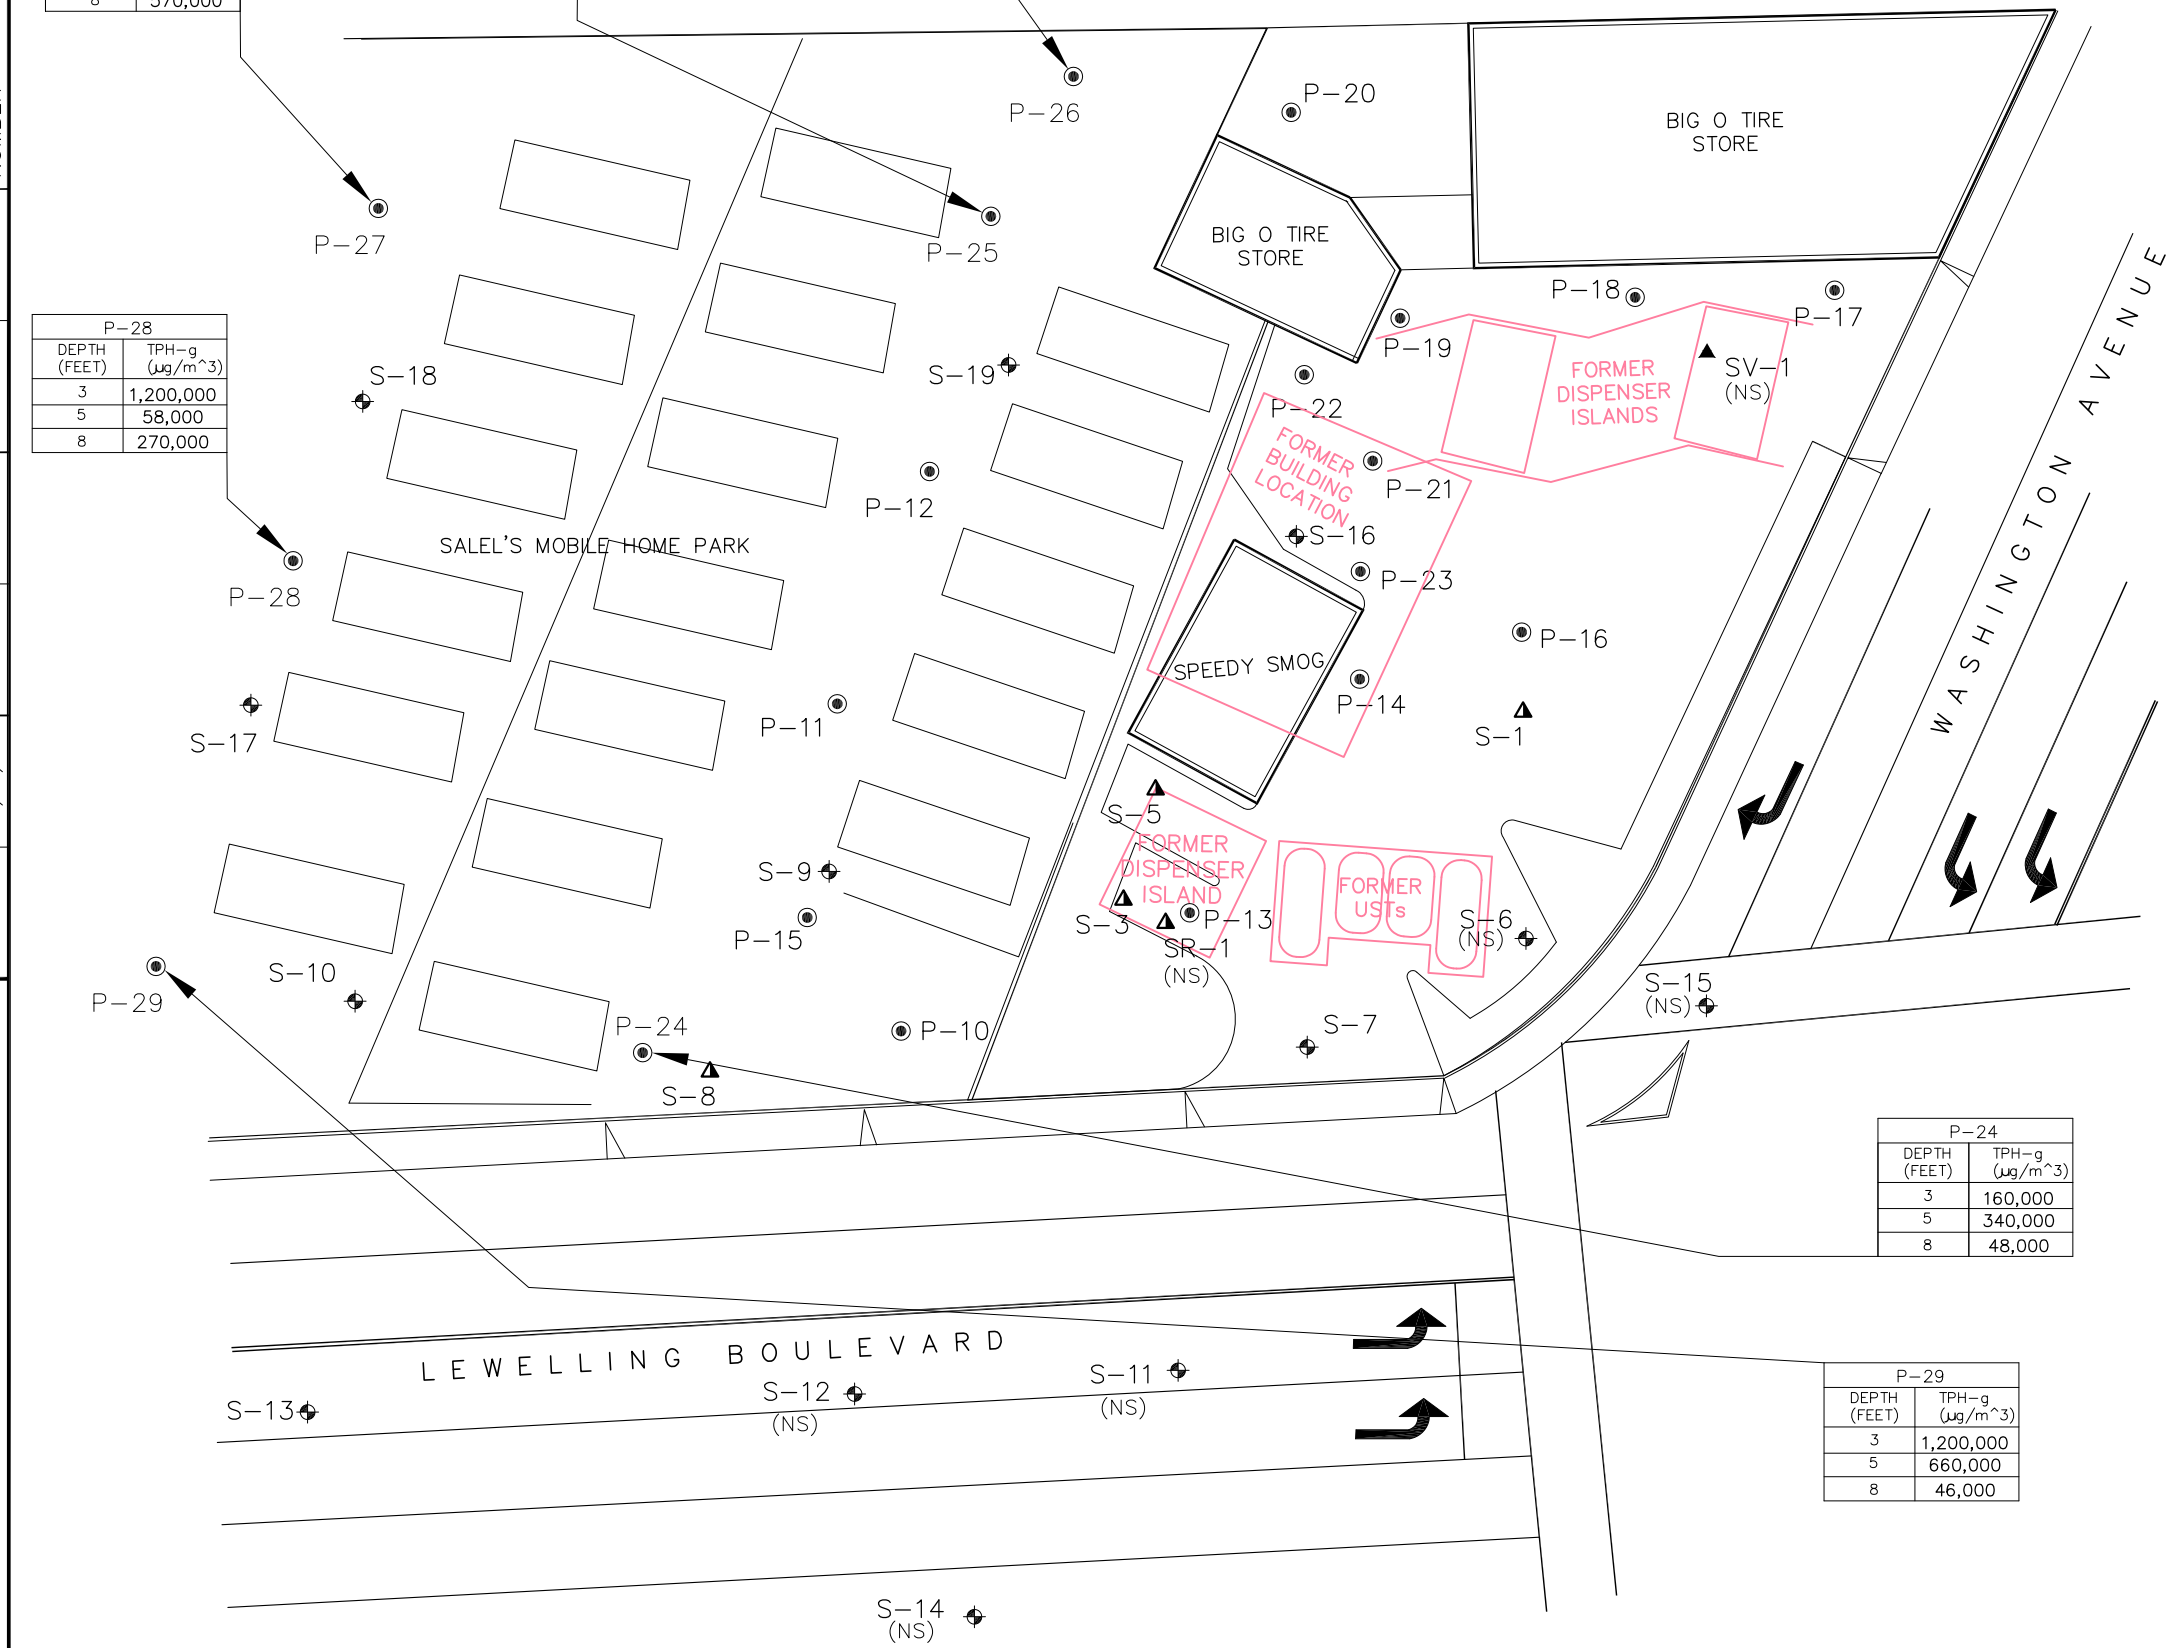 8 570,000
P-20
P-26
BIG O TIRE
STORE
BIG O TIRE
STORE
P-27
P-25
P-18
P-17
P-19
P-28
DEPTH
(FEET)
TPH-g
(µg/m^3)
3 1,200,000
5 58,000
8 270,000
S-18
S-19
FORMER
DISPENSER
ISLANDS
SV-1
(NS)
P-22
FORMER
BUILDING
LOCATION
P-21
P-12
S-16
SALEL'S MOBILE HOME PARK
P-28
P-23
P-16
SPEEDY SMOG
P-14
S-1
P-11
S-17
WASHINGTON AVENUE
S-5
FORMER
DISPENSER
ISLAND
S-9
FORMER
USTs
S-3
P-13
SR-1
(NS)
S-6
(NS)
P-15
S-10
P-29
S-15
(NS)
P-24
P-10
S-7
S-8
P-24
DEPTH
(FEET)
TPH-g
(µg/m^3)
3 160,000
5 340,000
8 48,000
LEWELLING BOULEVARD
S-11
(NS)
S-12
(NS)
S-13
P-29
DEPTH
(FEET)
TPH-g
(µg/m^3)
3 1,200,000
5 660,000
8 46,000
S-14
(NS)